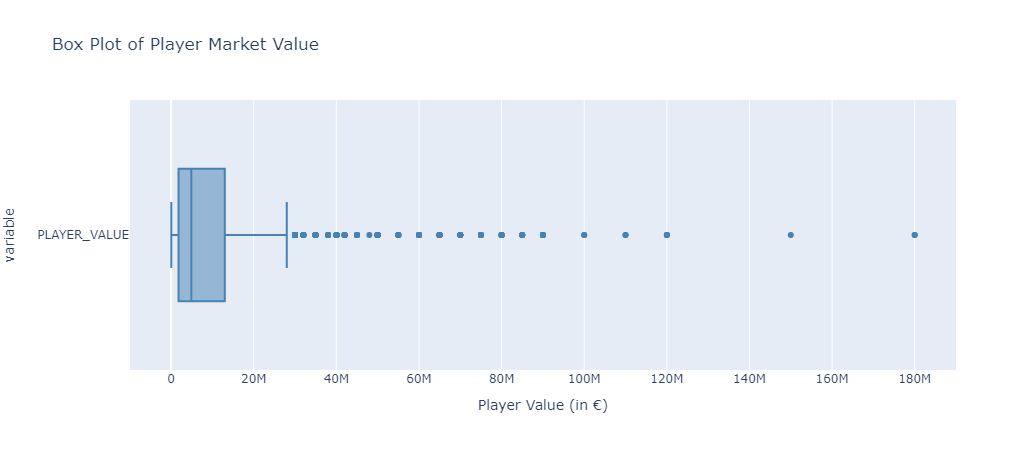 Box Plot of Player Market Value
variable
PLAYER_VALUE
0 20M 40M 60M 80M 100M 120M 140M 160M 180M
Player Value (in €)